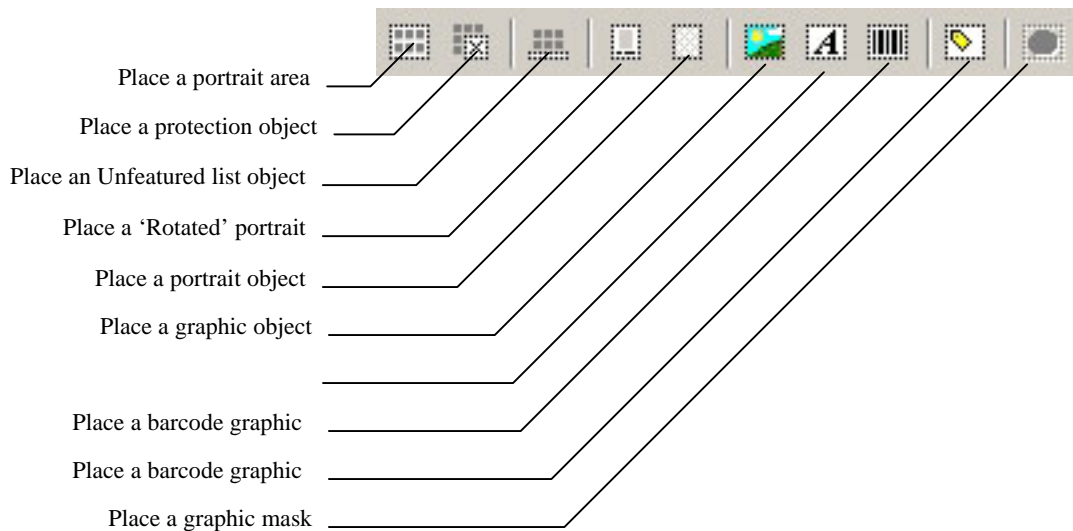 A
Place a portrait area
Place a protection object
Place an Unfeatured list object
Place a ‘Rotated’ portrait
Place a portrait object
Place a graphic object
Place a barcode graphic
Place a barcode graphic
Place a graphic mask